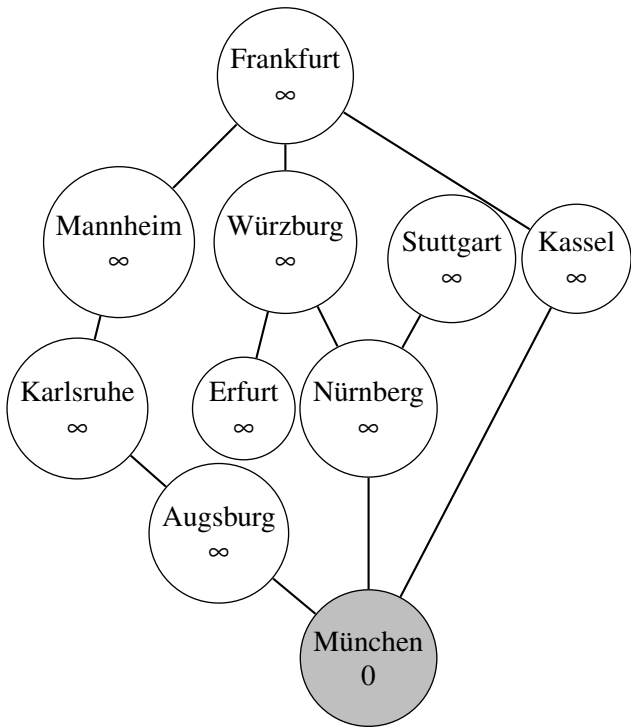 Frankfurt
∞
Mannheim
∞
Würzburg
∞
Stuttgart
∞
Kassel
∞
Karlsruhe
∞
Erfurt
∞
Nürnberg
∞
Augsburg
∞
München
0